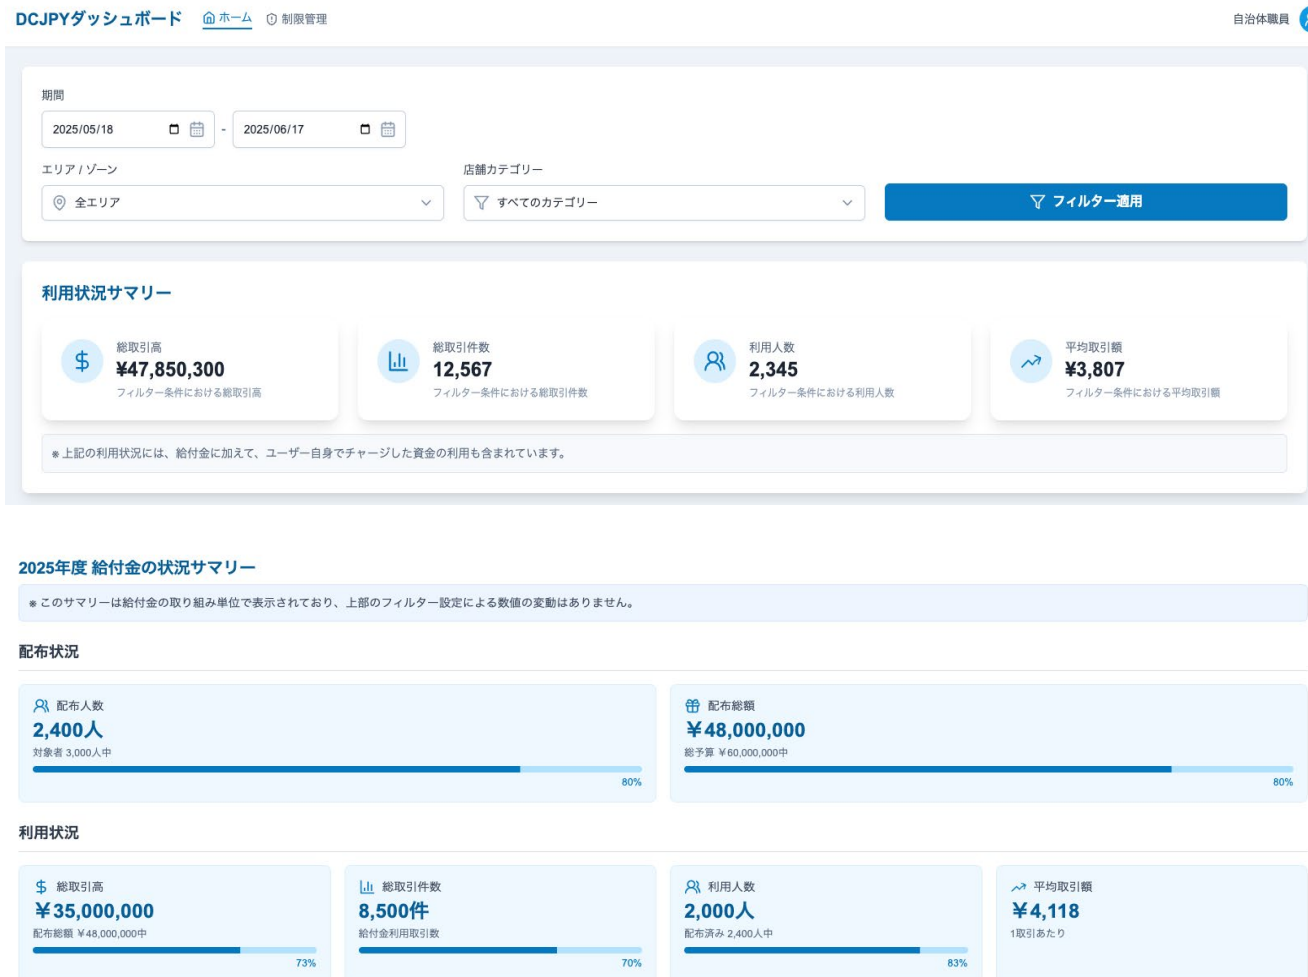 DCJPYダッシュボード ホーム 制限管理 自治体職員
期間
2025/05/18 - 2025/06/17
エリア / ゾーン 店舗カテゴリー
全エリア すべてのカテゴリー フィルター適用
利用状況サマリー
総取引高
¥47,850,300
フィルター条件における総取引高
総取引件数
12,567
フィルター条件における総取引件数
利用人数
2,345
フィルター条件における利用人数
平均取引額
¥3,807
フィルター条件における平均取引額
※上記の利用状況には、給付金に加えて、ユーザー自身でチャージした資金の利用も含まれています。
2025年度 給付金の状況サマリー
※このサマリーは給付金の取り組み単位で表示されており、上部のフィルター設定による数値の変動はありません。
配布状況
配布人数
2,400人
対象者 3,000人中
80%
配布総額
¥48,000,000
総予算 ¥60,000,000中
80%
利用状況
総取引高
¥35,000,000
配布総額 ¥48,000,000中
73%
総取引件数
8,500件
給付金利用取引数
70%
利用人数
2,000人
配布済み 2,400人中
83%
平均取引額
¥4,118
1取引あたり